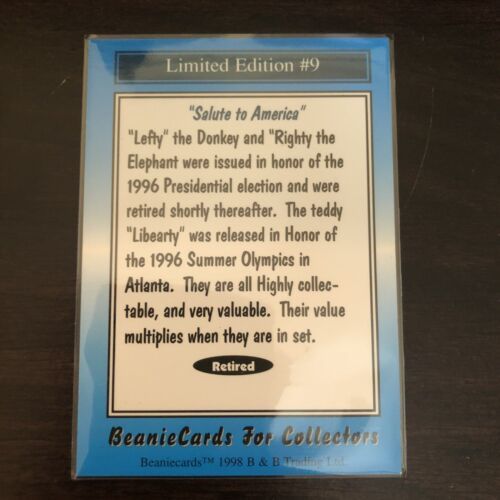 Limited Edition #9
"Salute to America"
"Lefty" the Donkey and "Righty the
Elephant were issued in honor of the
1996 Presidential election and were
retired shortly thereafter. The teddy
"Libearty" was released in Honor of
the 1996 Summer Olympics in
Atlanta. They are all Highly collec-
table, and very valuable. Their value
multiplies when they are in set.
Retired
BeanieCards For Collectors
Beaniecards™ 1998 B & B Trading Ltd.